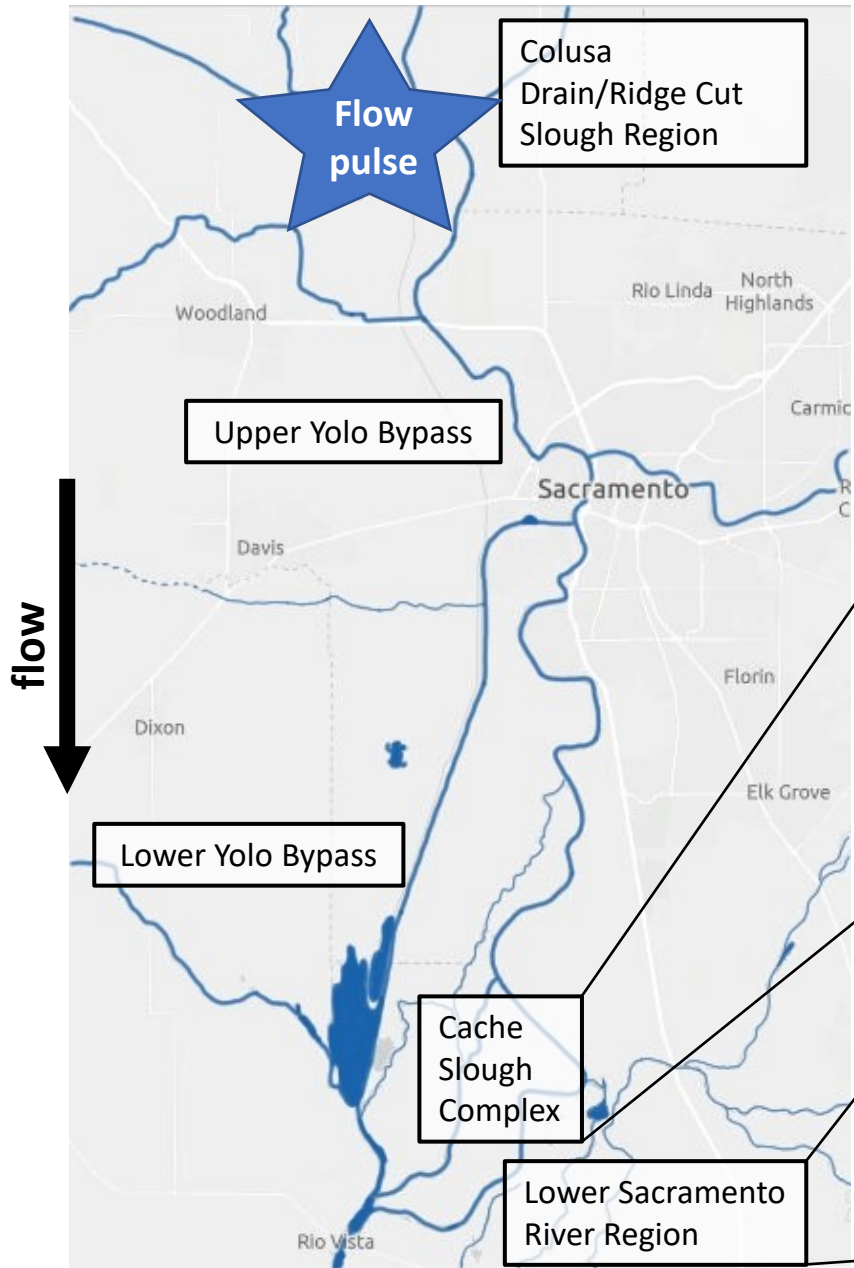 Colusa
Drain/Ridge Cut
Slough Region
Flow
pulse
Rio Linda
North
Highlands
Woodland
Carmic
Upper Yolo Bypass
Sacramento
R
C
Davis
flow
Florin
Dixon
Elk Grove
Lower Yolo Bypass
Cache
Slough
Complex
Lower Sacramento
River Region
Rio Vista